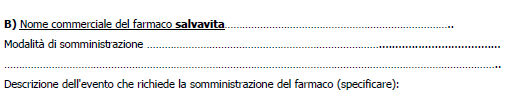 B) Nome commerciale del farmaco salvavita……………………………………………………………………..
Modalità di somministrazione ……………………………………………………………………………………………………
……………………………………………………………………………………………………………………………………………..
Descrizione dell'evento che richiede la somministrazione del farmaco (specificare):